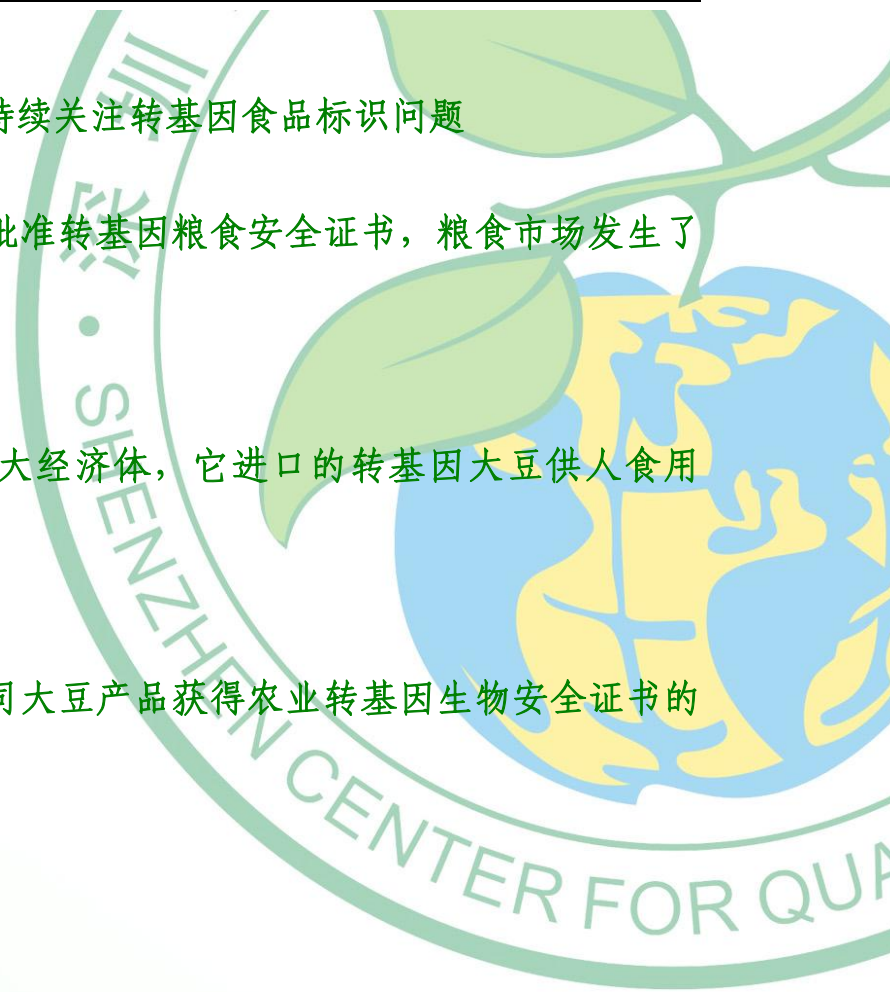 持续关注转基因食品标识问题
批准转基因粮食安全证书，粮食市场发生了
大经济体，它进口的转基因大豆供人食用
司大豆产品获得农业转基因生物安全证书的
深圳
· SHENZHEN CENTER FOR QUA